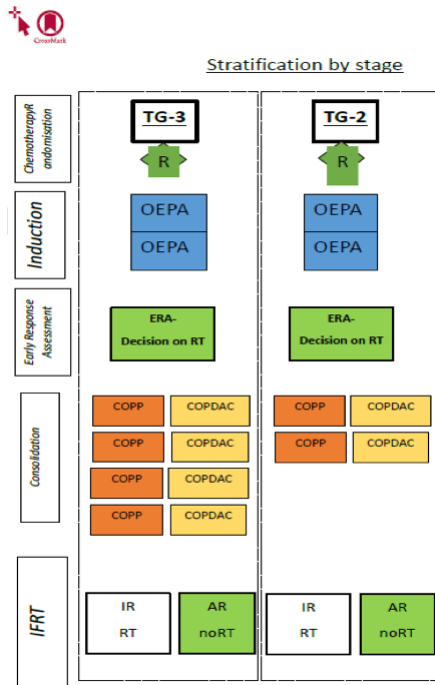 CrossMark
Stratification by stage
ChemotherapyR
andomisation
TG-3
TG-2
R
R
Induction
OEPA
OEPA
OEPA
OEPA
Early Response
Assessment
ERA-
Decision on RT
ERA-
Decision on RT
Consolidation
COPP
COPDAC
COPP
COPDAC
COPP
COPDAC
COPP
COPDAC
COPP
COPDAC
COPP
COPDAC
IFRT
IR
RT
AR
noRT
IR
RT
AR
noRT